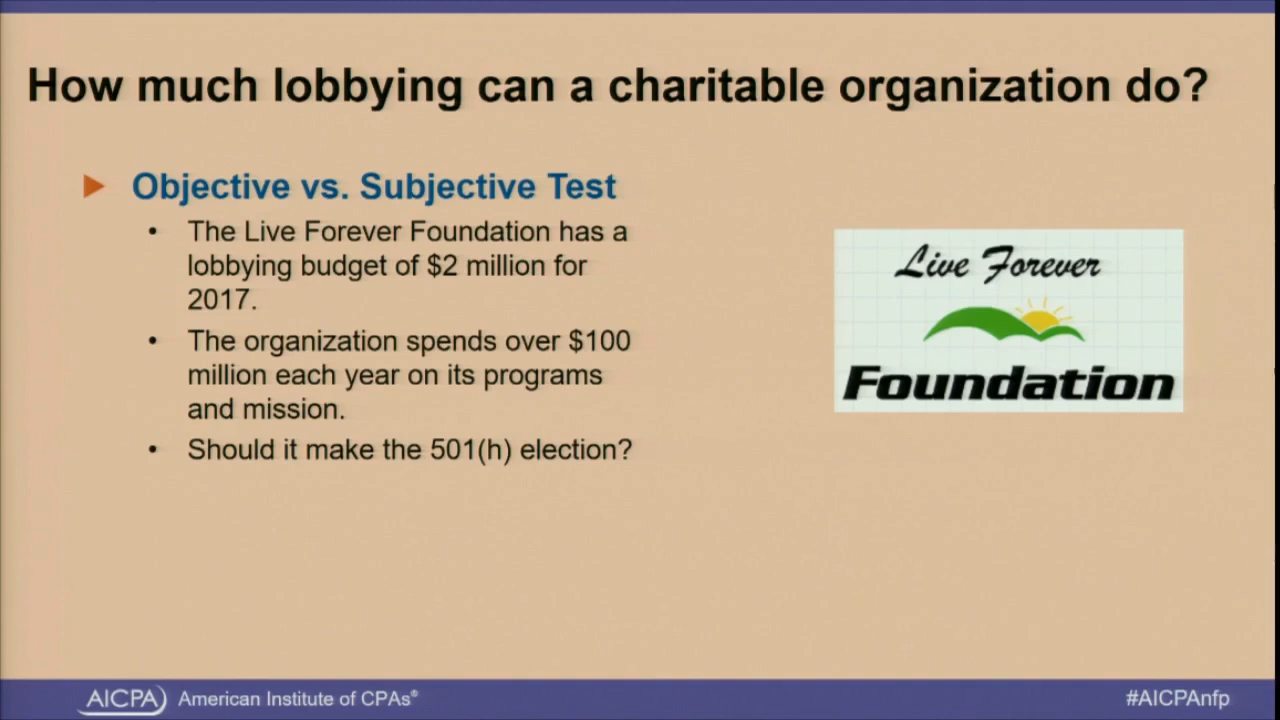 How much lobbying can a charitable organization do?
Objective vs. Subjective Test
• The Live Forever Foundation has a
lobbying budget of $2 million for
2017.
• The organization spends over $100
million each year on its programs
and mission.
• Should it make the 501(h) election?
Live Forever
Foundation
AICPA American Institute of CPAs®
#AICPAnfp